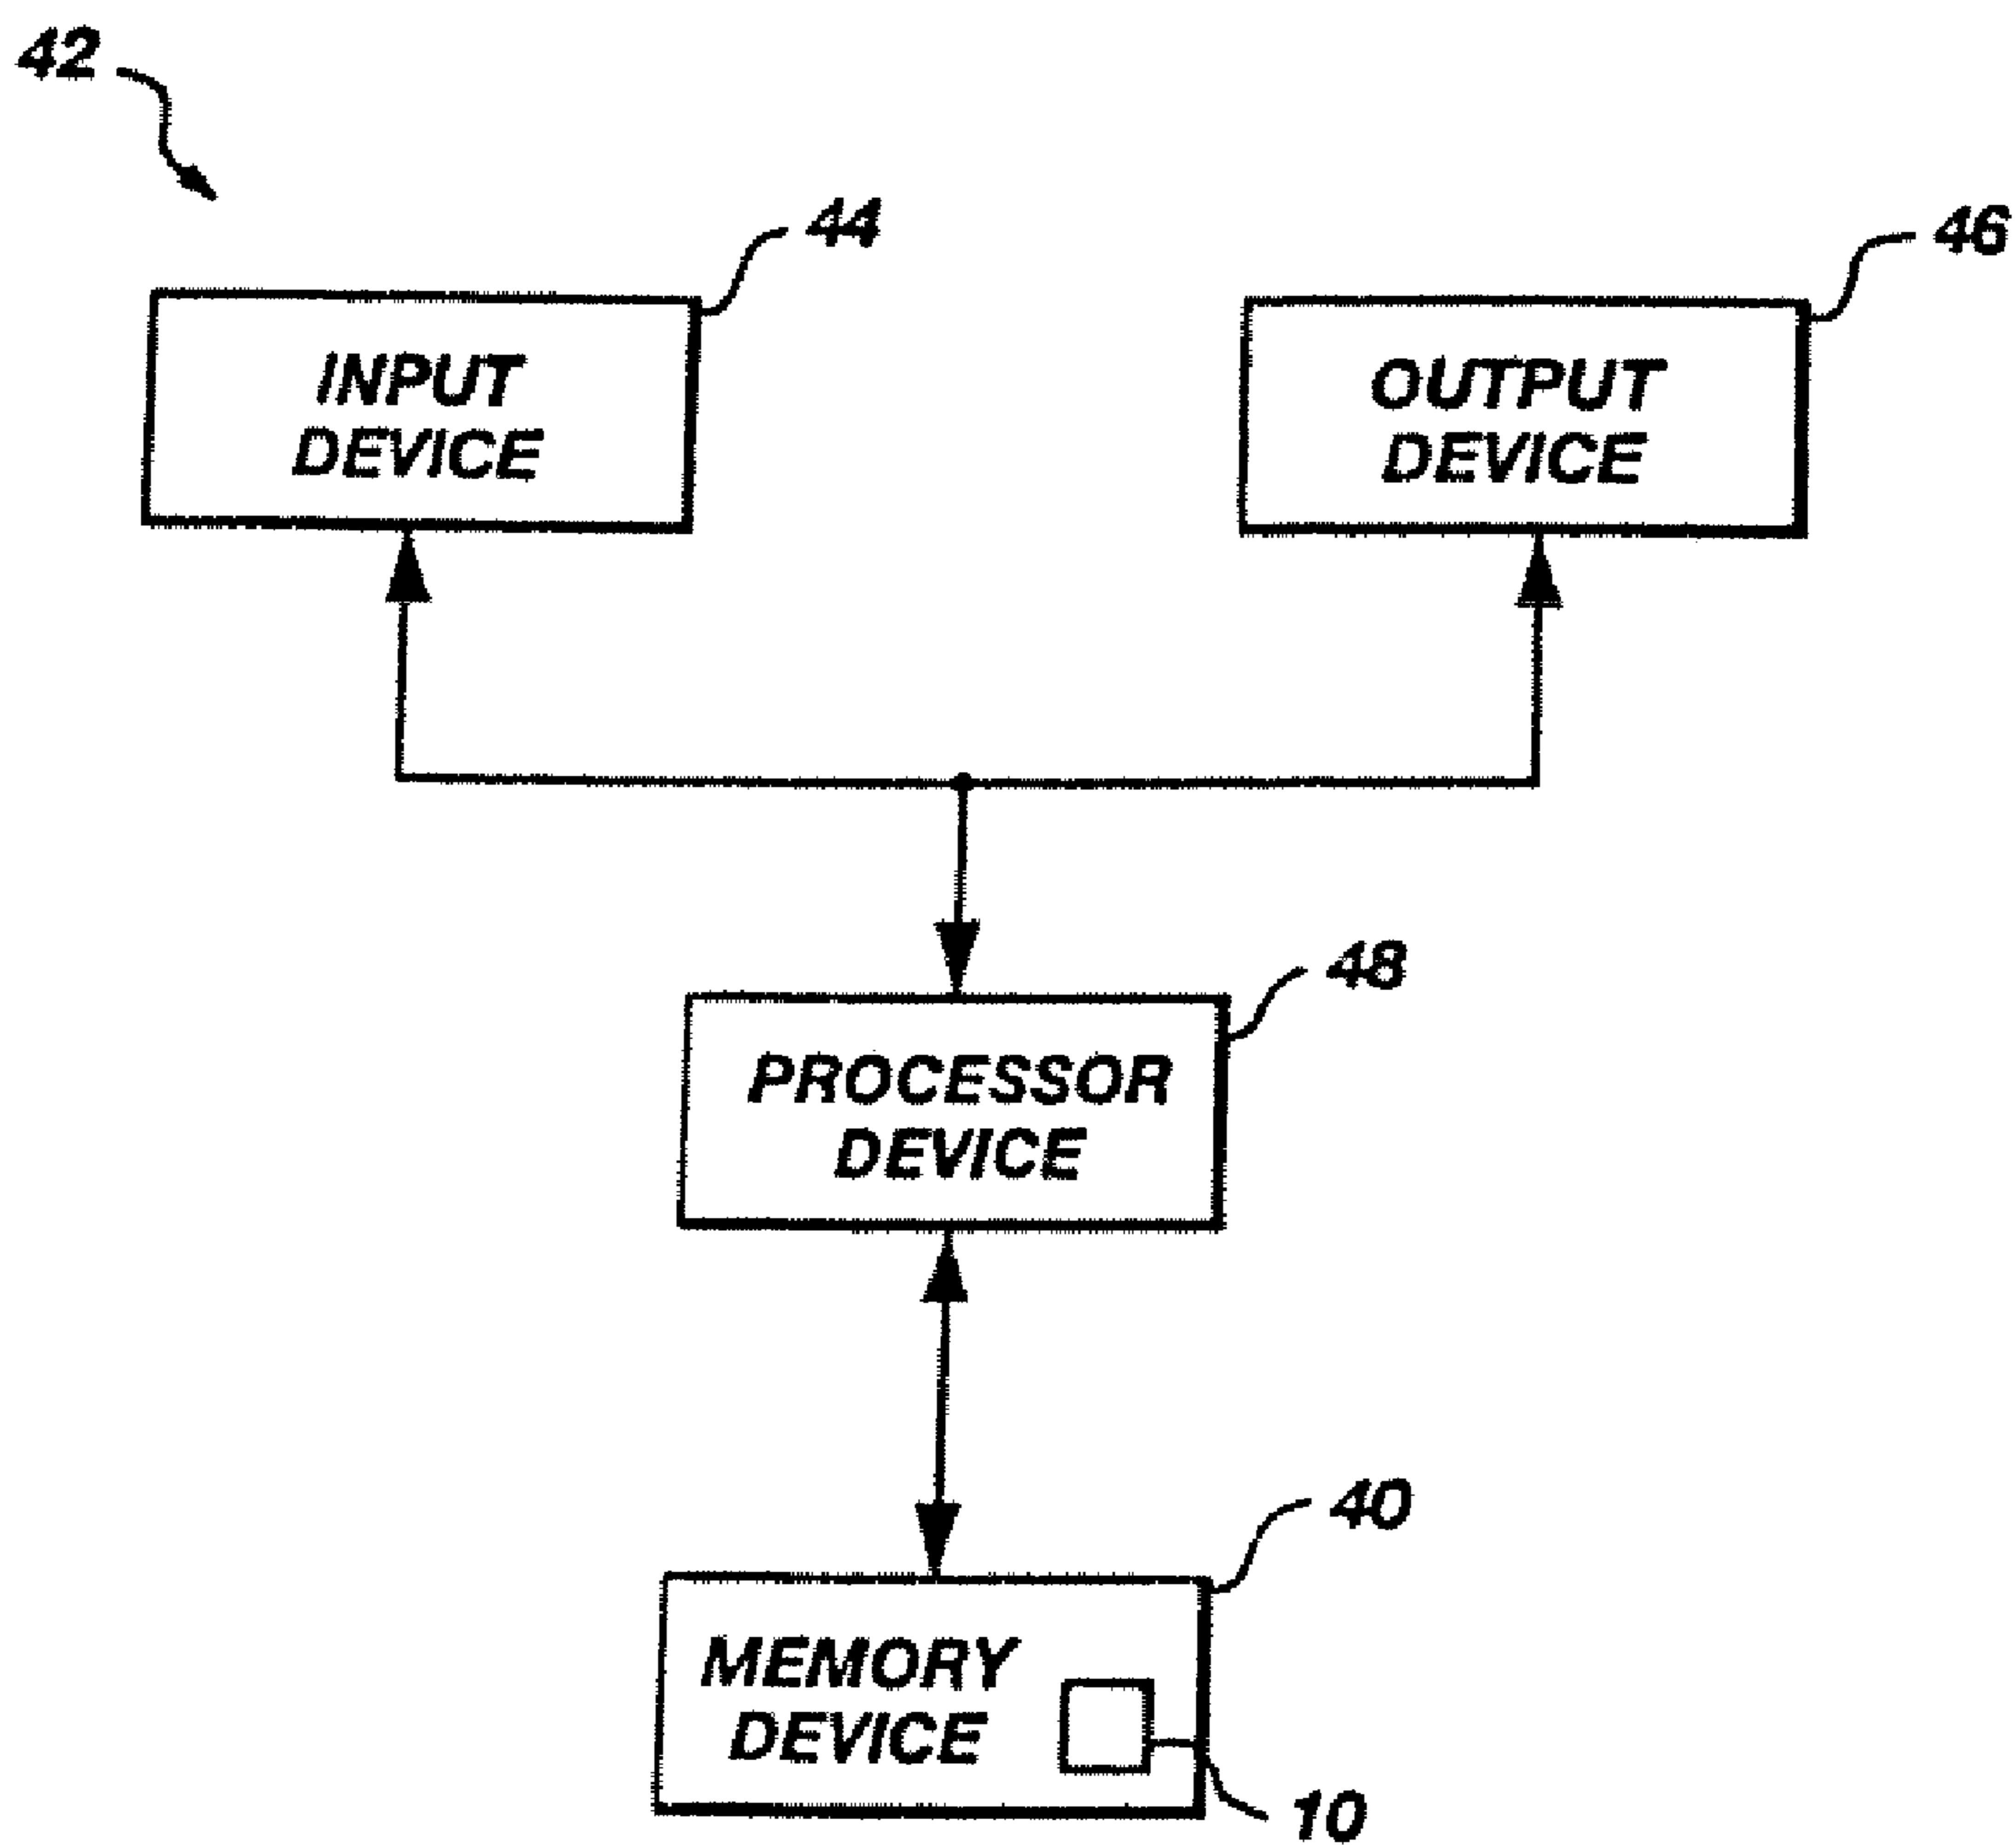 42
44
46
INPUT
DEVICE
OUTPUT
DEVICE
48
PROCESSOR
DEVICE
40
MEMORY
DEVICE
10